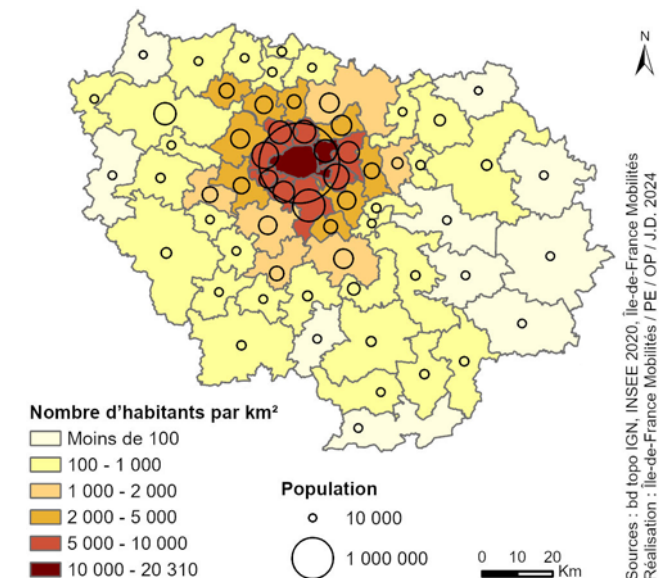 N
Nombre d'habitants par km²
Moins de 100
100 - 1 000
1 000 - 2 000
2 000 - 5 000
5 000 - 10 000
10 000 - 20 310
Population
10 000
1 000 000
0 10 20
Km
Sources : bd topo IGN, INSEE 2020, Île-de-France Mobilités
Réalisation : Île-de-France Mobilités / PE / OP / J.D. 2024